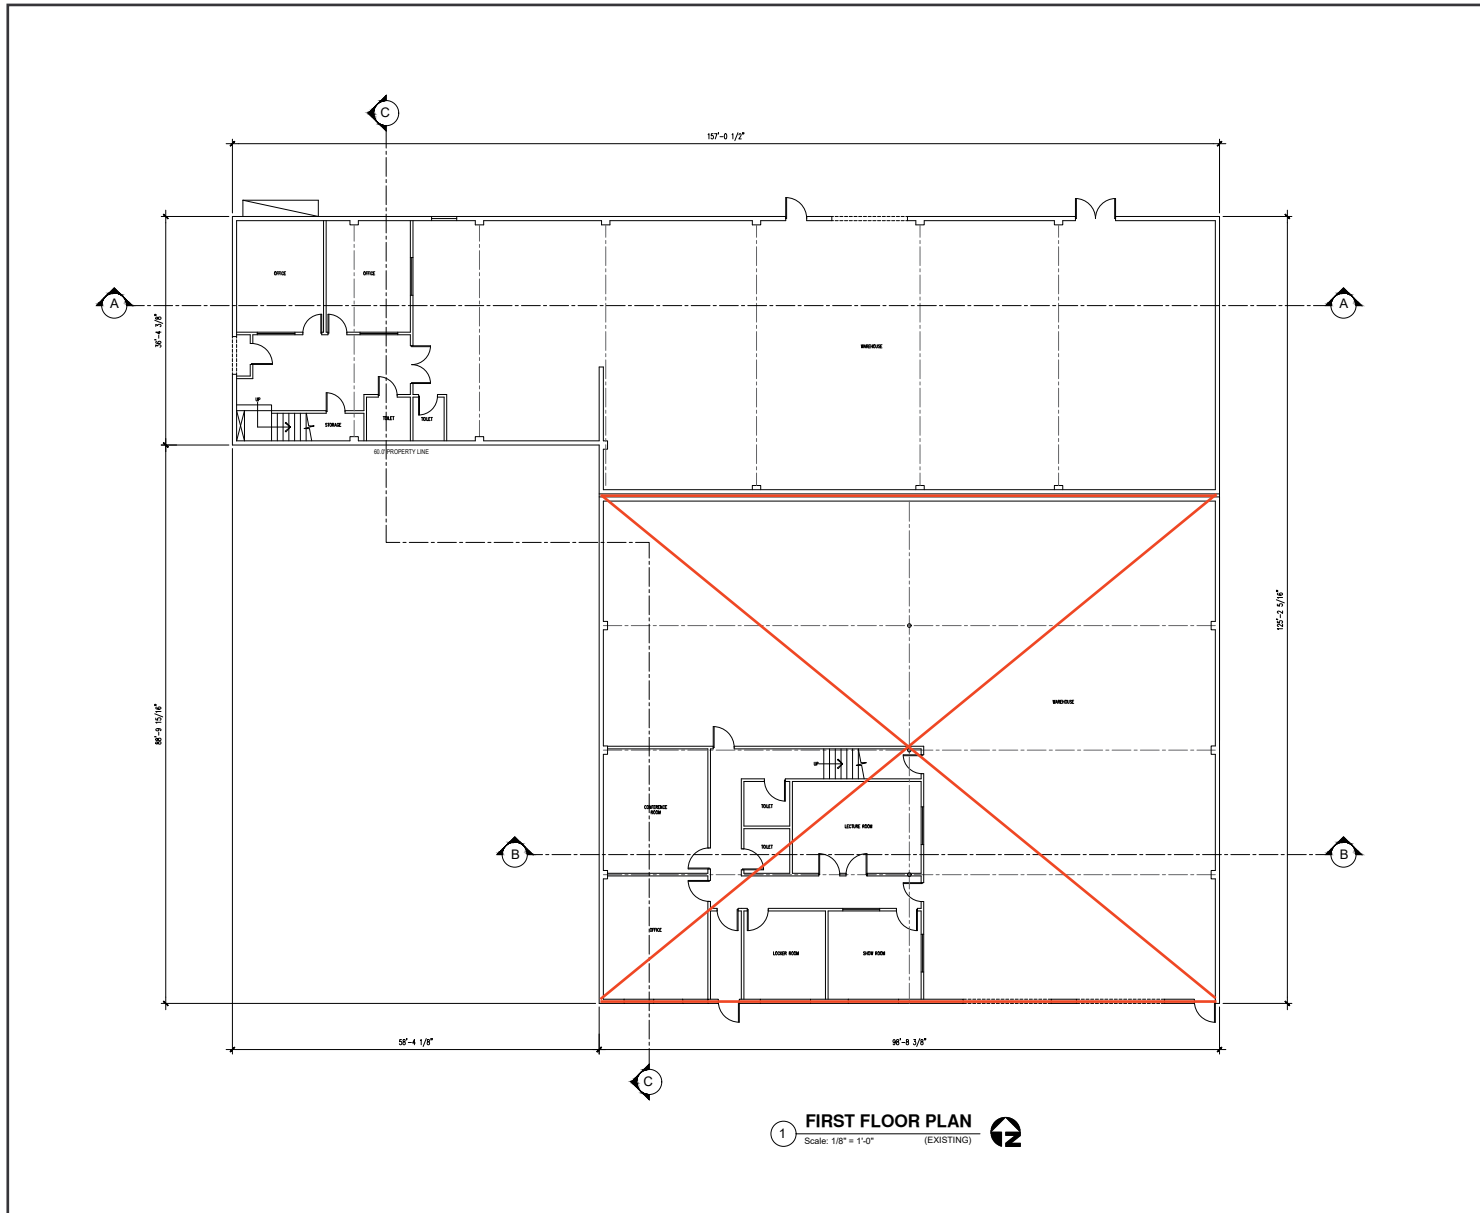 C
157'-0 1/2"
OFFICE
OFFICE
A
A
36'-4 3/8"
WAREHOUSE
UP
STORAGE
TOILET
TOILET
60.0' PROPERTY LINE
125'-2 5/16"
88'-9 15/16"
WAREHOUSE
UP
CONFERENCE
ROOM
TOILET
LECTURE ROOM
TOILET
B
B
OFFICE
LOCKER ROOM
SHOW ROOM
58'-4 1/8"
98'-8 3/8"
C
1
FIRST FLOOR PLAN
Scale: 1/8" = 1'-0"
(EXISTING)
N